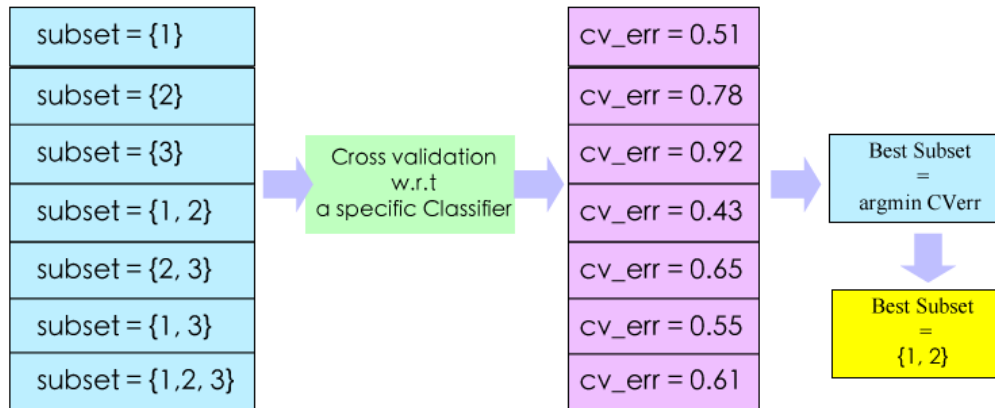 subset = {1}
subset = {2}
subset = {3}
subset = {1, 2}
subset = {2, 3}
subset = {1, 3}
subset = {1,2, 3}
Cross validation
w.r.t
a specific Classifier
cv_err = 0.51
cv_err = 0.78
cv_err = 0.92
cv_err = 0.43
cv_err = 0.65
cv_err = 0.55
cv_err = 0.61
Best Subset
=
argmin CVerr
Best Subset
=
{1, 2}